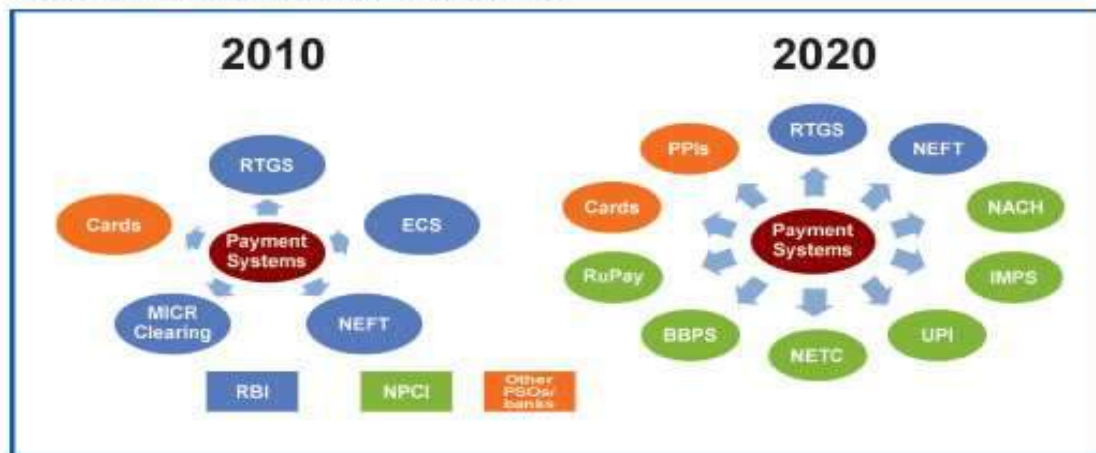 2010
RTGS
Cards
Payment
Systems
ECS
MICR
Clearing
NEFT
2020
RTGS
PPIs
NEFT
Cards
NACH
Payment
Systems
RuPay
IMPS
BBPS
UPI
NETC
RBI
NPCI
Other
PSOs/
banks